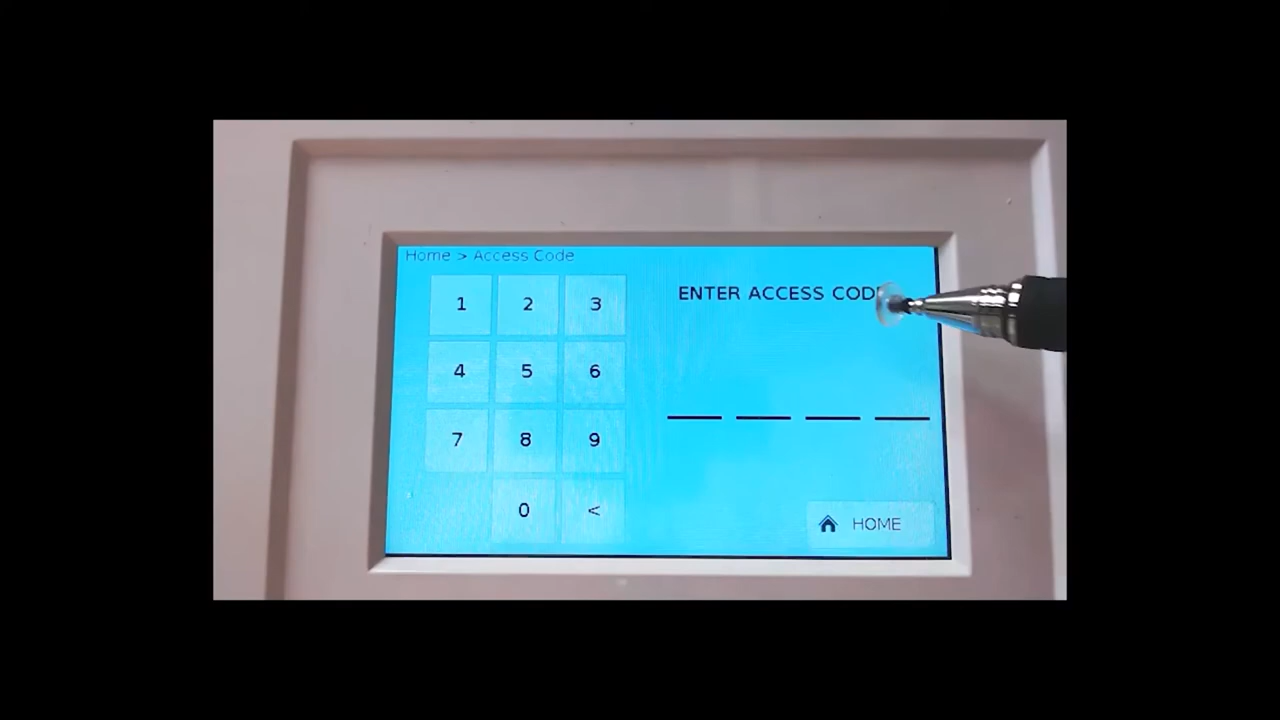 Home > Access Code
ENTER ACCESS CODE
1 2 3
4 5 6
7 8 9
0 <
HOME